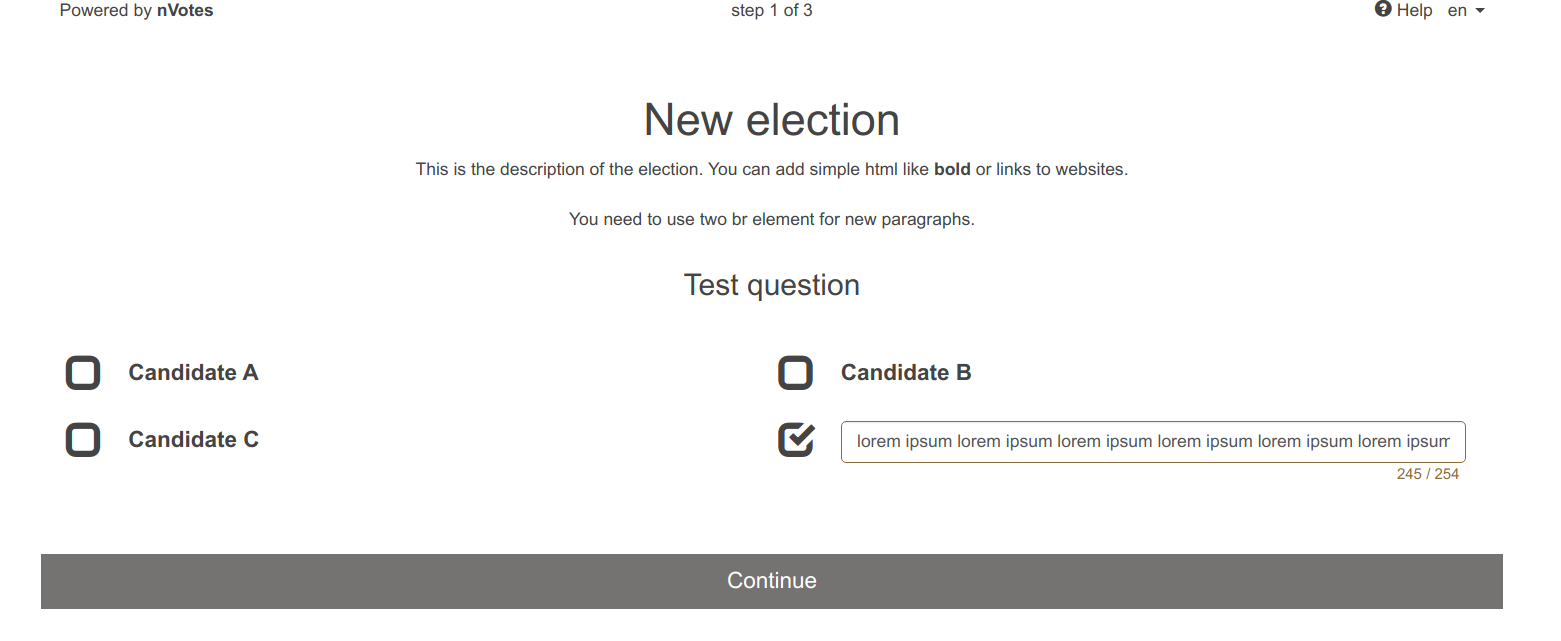 Powered by nVotes
step 1 of 3
Help en
New election
This is the description of the election. You can add simple html like bold or links to websites.
You need to use two br element for new paragraphs.
Test question
Candidate A
Candidate B
Candidate C
lorem ipsum lorem ipsum lorem ipsum lorem ipsum lorem ipsum lorem ipsum
245 / 254
Continue